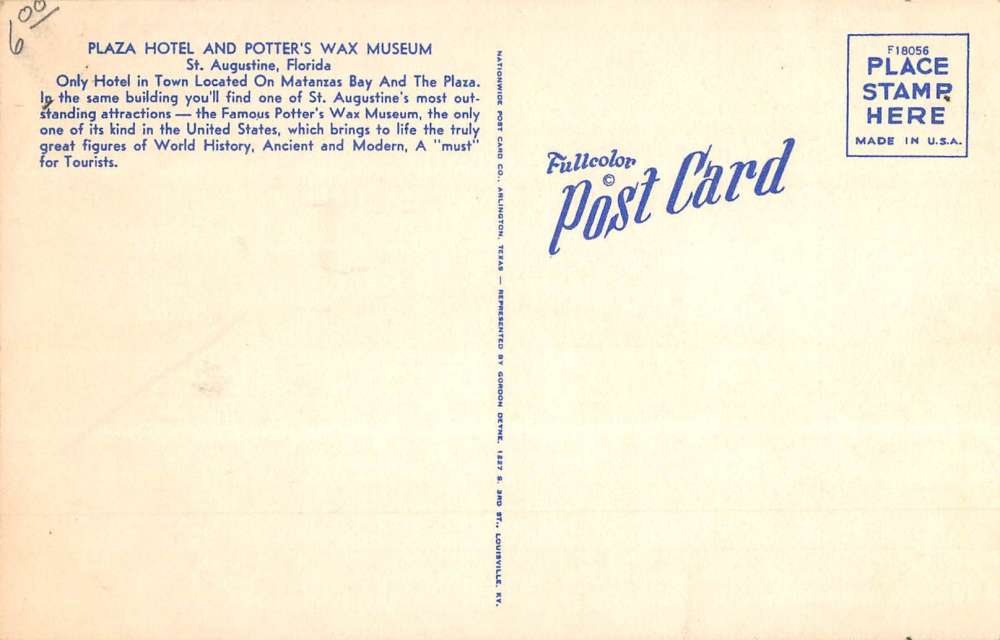 6.00
PLAZA HOTEL AND POTTER'S WAX MUSEUM
St. Augustine, Florida
Only Hotel in Town Located On Matanzas Bay And The Plaza.
In the same building you'll find one of St. Augustine's most out-
standing attractions — the Famous Potter's Wax Museum, the only
one of its kind in the United States, which brings to life the truly
great figures of World History, Ancient and Modern, A "must"
for Tourists.
NATIONWIDE POST CARD CO., ARLINGTON, TEXAS — REPRESENTED BY GORDON DETHE, 1227 S. 3RD ST., LOUISVILLE, KY.
Fullcolor
©
Post Card
F18056
PLACE
STAMP
HERE
MADE IN U.S.A.